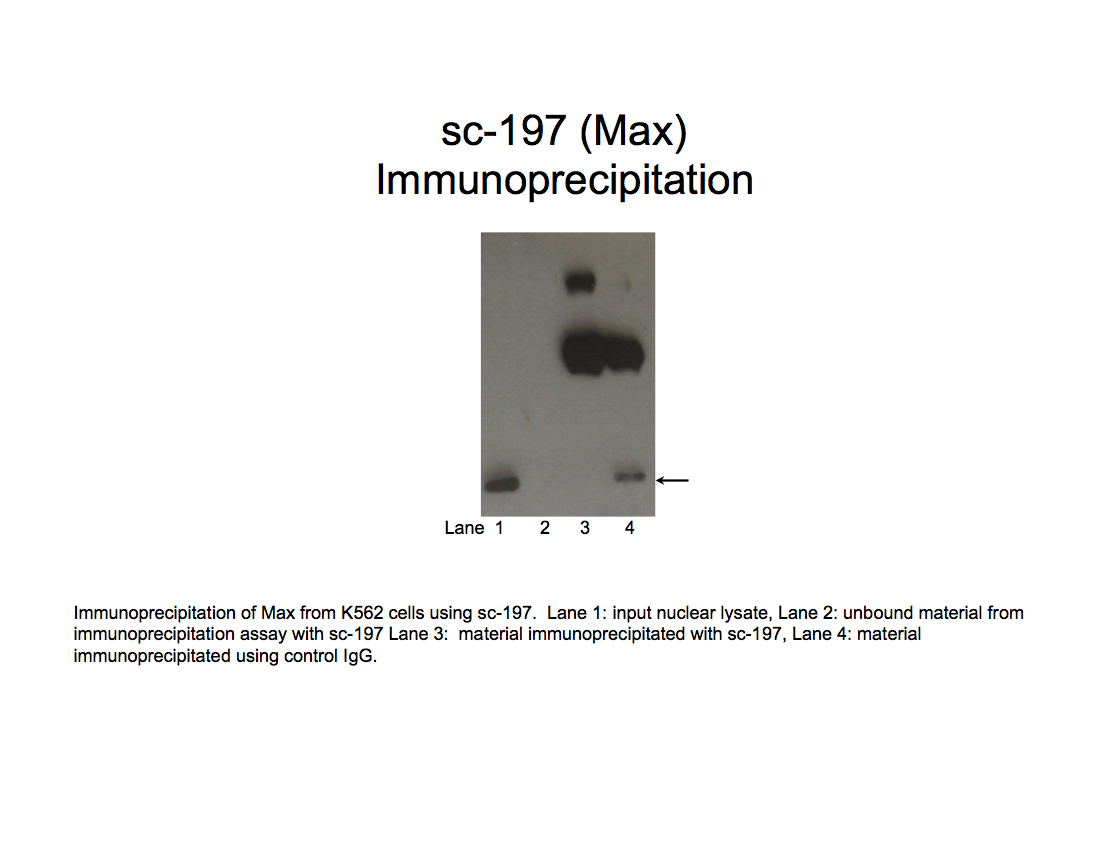 sc-197 (Max)
Immunoprecipitation
Lane 1 2 3 4
Immunoprecipitation of Max from K562 cells using sc-197.  Lane 1: input nuclear lysate, Lane 2: unbound material from
immunoprecipitation assay with sc-197 Lane 3:  material immunoprecipitated with sc-197, Lane 4: material
immunoprecipitated using control IgG.